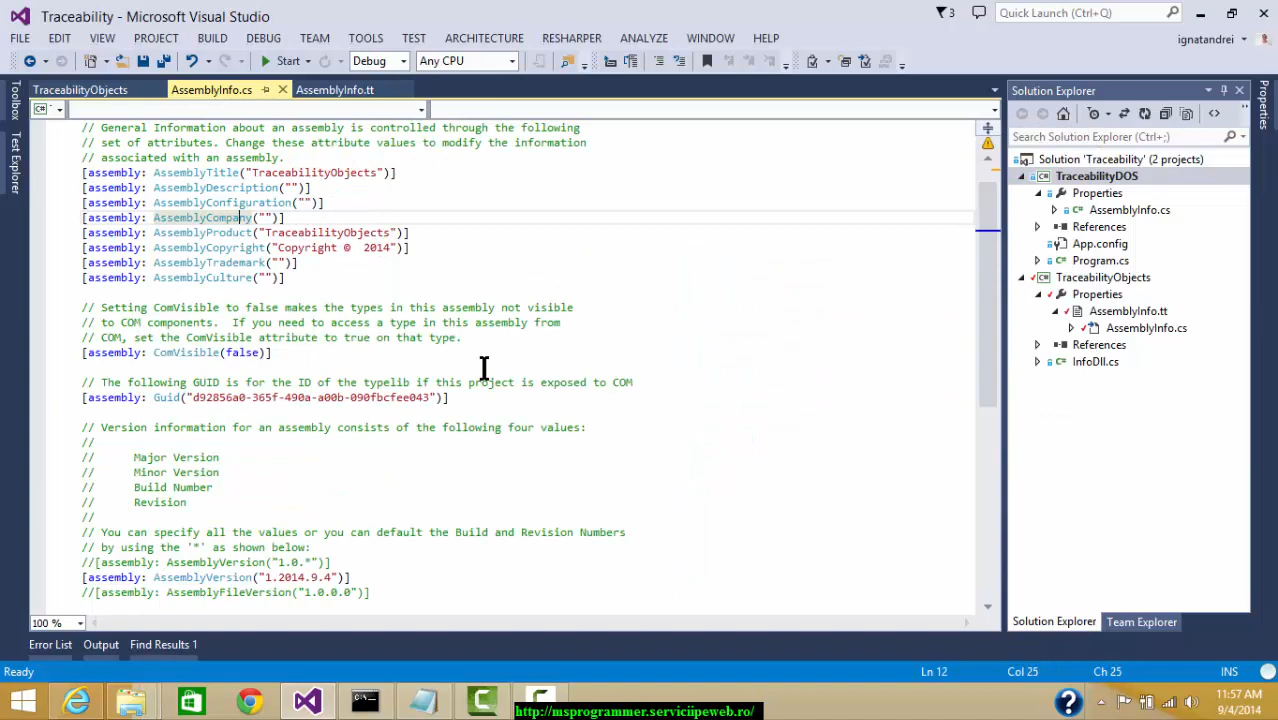 Traceability - Microsoft Visual Studio
3
Quick Launch (Ctrl+Q)
FILE EDIT VIEW PROJECT BUILD DEBUG TEAM TOOLS TEST ARCHITECTURE RESHARPER ANALYZE WINDOW HELP
ignatandrei
Start Debug Any CPU
Toolbox
Test Explorer
TraceabilityObjects AssemblyInfo.cs AssemblyInfo.tt
C#
// General Information about an assembly is controlled through the following
// set of attributes. Change these attribute values to modify the information
// associated with an assembly.
[assembly: AssemblyTitle("TraceabilityObjects")]
[assembly: AssemblyDescription("")]
[assembly: AssemblyConfiguration("")]
[assembly: AssemblyCompany("")]
[assembly: AssemblyProduct("TraceabilityObjects")]
[assembly: AssemblyCopyright("Copyright ©  2014")]
[assembly: AssemblyTrademark("")]
[assembly: AssemblyCulture("")]
// Setting ComVisible to false makes the types in this assembly not visible
// to COM components.  If you need to access a type in this assembly from
// COM, set the ComVisible attribute to true on that type.
[assembly: ComVisible(false)]
// The following GUID is for the ID of the typelib if this project is exposed to COM
[assembly: Guid("d92856a0-365f-490a-a00b-090fbcfee043")]
// Version information for an assembly consists of the following four values:
//
//      Major Version
//      Minor Version
//      Build Number
//      Revision
//
// You can specify all the values or you can default the Build and Revision Numbers
// by using the '*' as shown below:
//[assembly: AssemblyVersion("1.0.*")]
[assembly: AssemblyVersion("1.2014.9.4")]
//[assembly: AssemblyFileVersion("1.0.0.0")]
100 %
Error List Output Find Results 1
Solution Explorer
Search Solution Explorer (Ctrl+;)
Solution 'Traceability' (2 projects)
C# TraceabilityDOS
Properties
C# AssemblyInfo.cs
References
App.config
C# Program.cs
C# TraceabilityObjects
Properties
AssemblyInfo.tt
AssemblyInfo.cs
References
C# InfoDll.cs
Solution Explorer Team Explorer
Properties
Ready Ln 12 Col 25 Ch 25 INS
11:57 AM
9/4/2014
http://msprogrammer.serviciipeweb.ro/